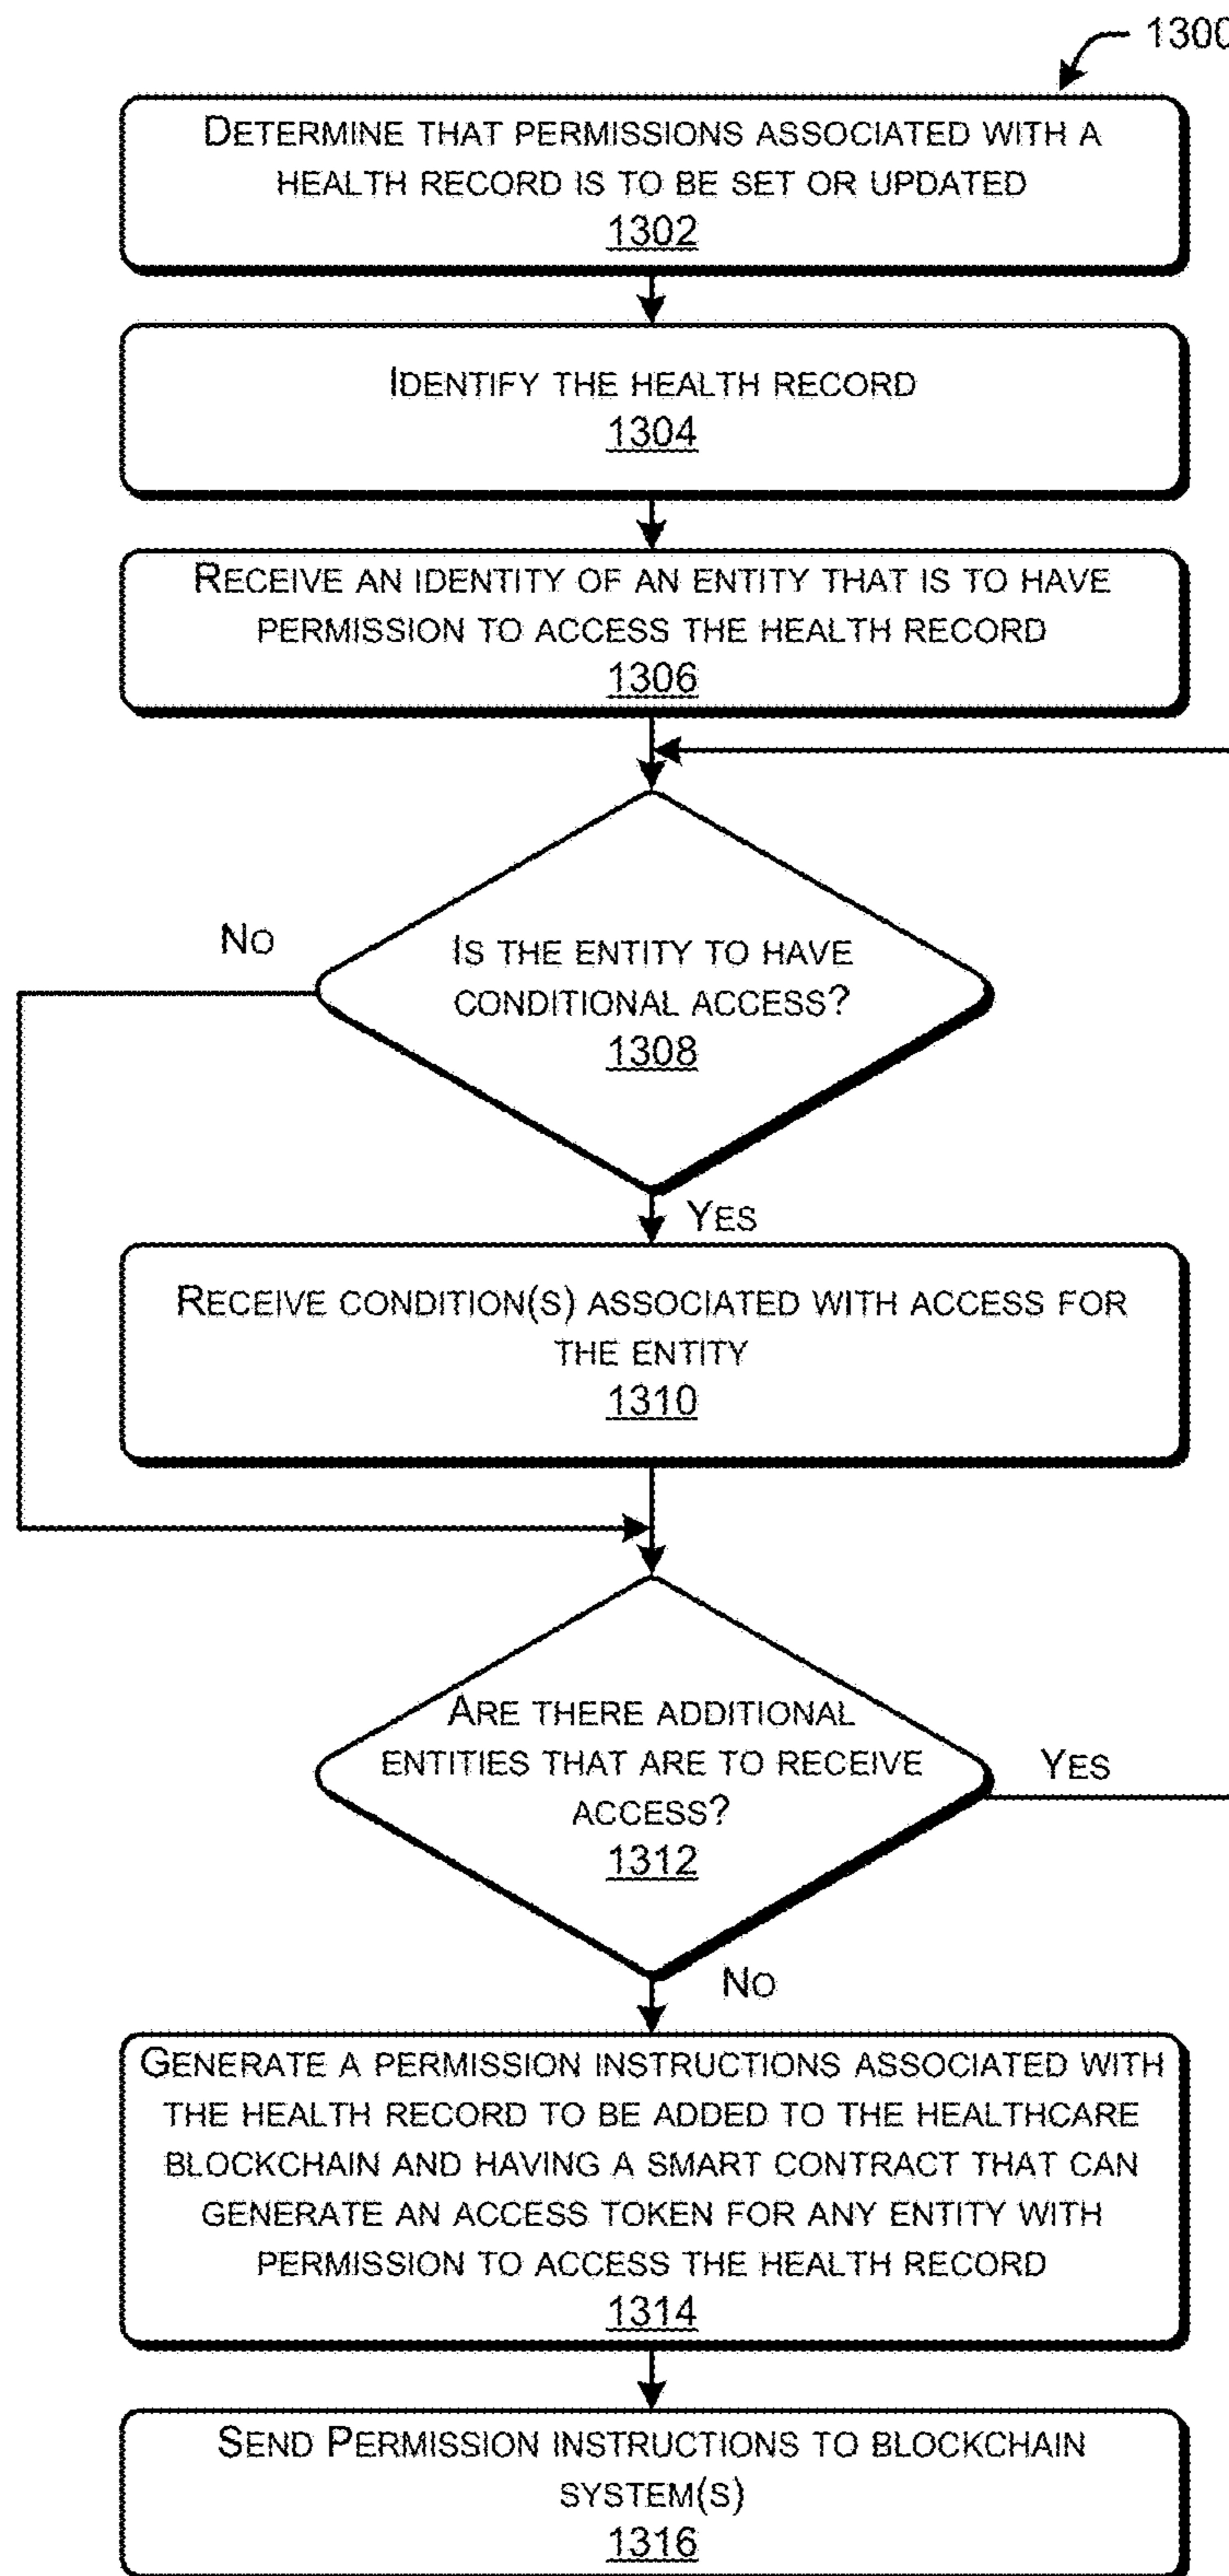 1300
DETERMINE THAT PERMISSIONS ASSOCIATED WITH A
HEALTH RECORD IS TO BE SET OR UPDATED
1302
IDENTIFY THE HEALTH RECORD
1304
RECEIVE AN IDENTITY OF AN ENTITY THAT IS TO HAVE
PERMISSION TO ACCESS THE HEALTH RECORD
1306
NO
IS THE ENTITY TO HAVE
CONDITIONAL ACCESS?
1308
YES
RECEIVE CONDITION(S) ASSOCIATED WITH ACCESS FOR
THE ENTITY
1310
ARE THERE ADDITIONAL
ENTITIES THAT ARE TO RECEIVE
ACCESS?
1312
YES
NO
GENERATE A PERMISSION INSTRUCTIONS ASSOCIATED WITH
THE HEALTH RECORD TO BE ADDED TO THE HEALTHCARE
BLOCKCHAIN AND HAVING A SMART CONTRACT THAT CAN
GENERATE AN ACCESS TOKEN FOR ANY ENTITY WITH
PERMISSION TO ACCESS THE HEALTH RECORD
1314
SEND PERMISSION INSTRUCTIONS TO BLOCKCHAIN
SYSTEM(S)
1316